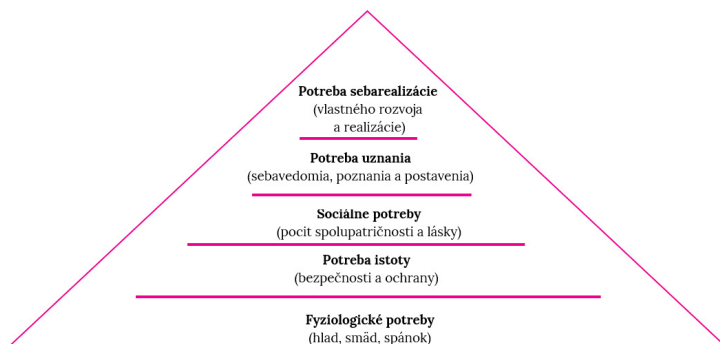 Potreba sebarealizácie
(vlastného rozvoja
a realizácie)
Potreba uznania
(sebavedomia, poznania a postavenia)
Sociálne potreby
(pocit spolupatričnosti a lásky)
Potreba istoty
(bezpečnosti a ochrany)
Fyziologické potreby
(hlad, smäd, spánok)